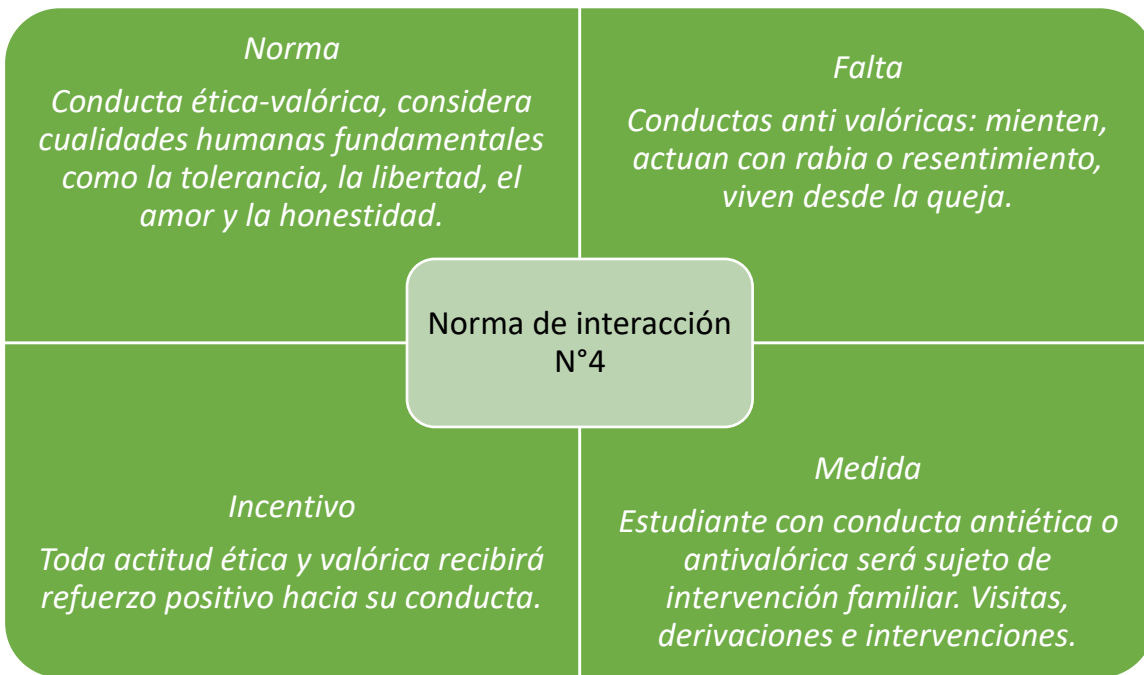 Norma
Conducta ética-valórica, considera
cualidades humanas fundamentales
como la tolerancia, la libertad, el
amor y la honestidad.
Falta
Conductas anti valóricas: mienten,
actuan con rabia o resentimiento,
viven desde la queja.
Norma de interacción
N°4
Incentivo
Toda actitud ética y valórica recibirá
refuerzo positivo hacia su conducta.
Medida
Estudiante con conducta antiética o
antivalórica será sujeto de
intervención familiar. Visitas,
derivaciones e intervenciones.